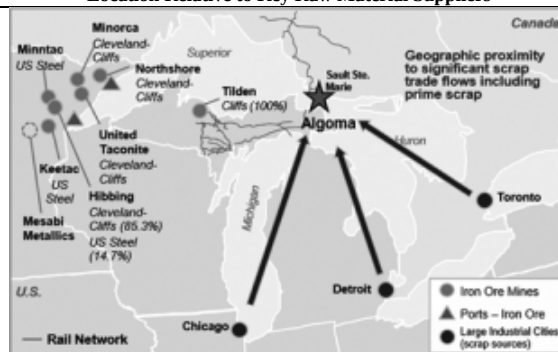 Location Relative to Key Raw Material Suppliers
Minorca
Cleveland-
Cliffs
Minntac
US Steel
Northshore
Cleveland-
Cliffs
Superior
Tilden
Cliffs (100%)
Sault Ste.
Marie
Algoma
Canada
Geographic proximity
to significant scrap
trade flows including
prime scrap
United
Taconite
Cleveland-
Cliffs
Keetac
US
Steel
Hibbing
Cleveland-
Cliffs (85.3%)
US Steel
(14.7%)
Mesabi
Metallics
Huron
Michigan
Toronto
Detroit
Chicago
U.S.
Rail Network
Iron Ore Mines
Ports – Iron Ore
Large Industrial Cities
(scrap sources)